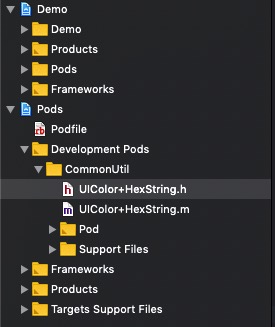 Demo
Demo
Products
Pods
Frameworks
Pods
Podfile
Development Pods
CommonUtil
UIColor+HexString.h
UIColor+HexString.m
Pod
Support Files
Frameworks
Products
Targets Support Files